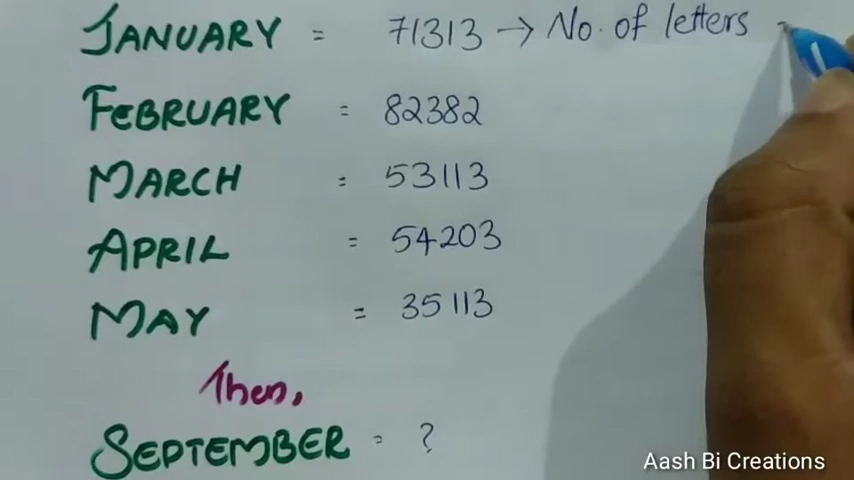 JANUARY = 71313 → No. of letters -
FEBRUARY = 82382
MARCH = 53113
APRIL = 54203
MAY = 35113
Then,
SEPTEMBER = ?
Aash Bi Creations